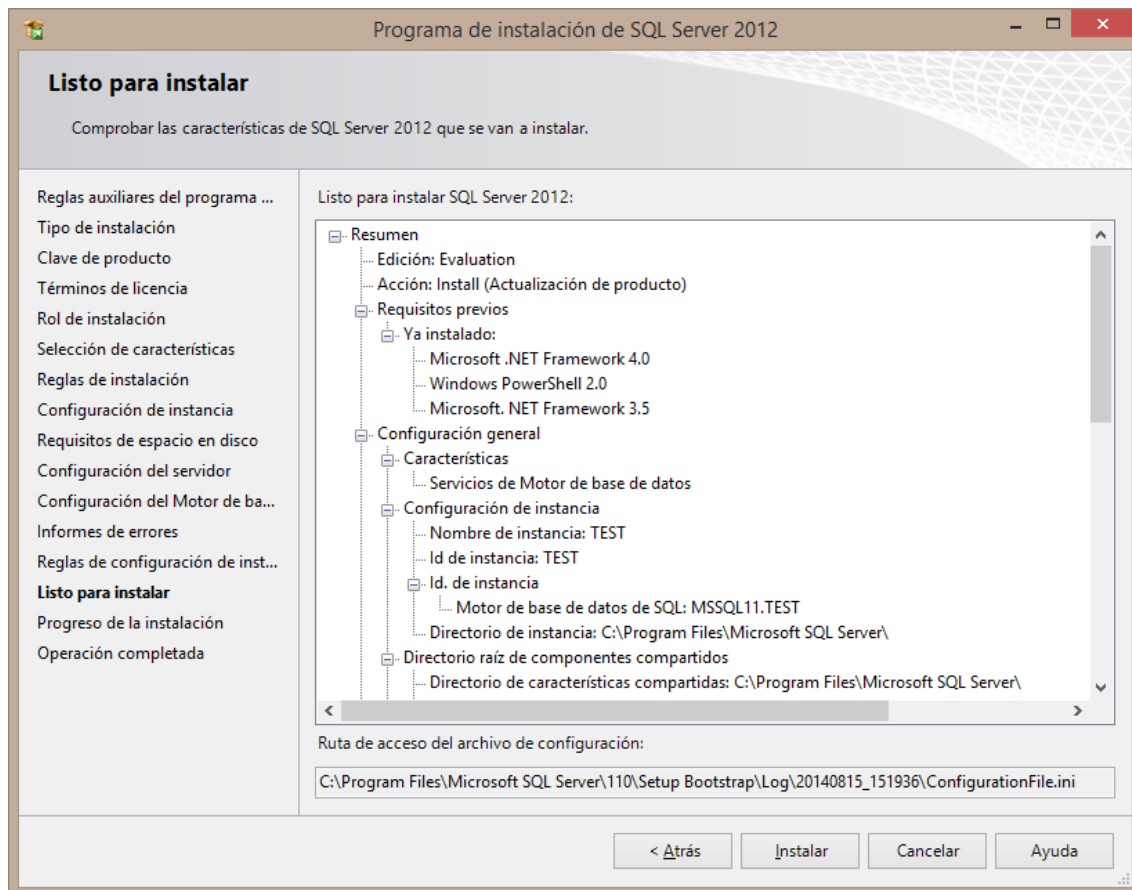 Programa de instalación de SQL Server 2012
Listo para instalar
Comprobar las características de SQL Server 2012 que se van a instalar.
Reglas auxiliares del programa ...
Tipo de instalación
Clave de producto
Términos de licencia
Rol de instalación
Selección de características
Reglas de instalación
Configuración de instancia
Requisitos de espacio en disco
Configuración del servidor
Configuración del Motor de ba...
Informes de errores
Reglas de configuración de inst...
Listo para instalar
Progreso de la instalación
Operación completada
Listo para instalar SQL Server 2012:
Resumen
Edición: Evaluation
Acción: Install (Actualización de producto)
Requisitos previos
Ya instalado:
Microsoft .NET Framework 4.0
Windows PowerShell 2.0
Microsoft. NET Framework 3.5
Configuración general
Características
Servicios de Motor de base de datos
Configuración de instancia
Nombre de instancia: TEST
Id de instancia: TEST
Id. de instancia
Motor de base de datos de SQL: MSSQL11.TEST
Directorio de instancia: C:\Program Files\Microsoft SQL Server\
Directorio raíz de componentes compartidos
Directorio de características compartidas: C:\Program Files\Microsoft SQL Server\
Ruta de acceso del archivo de configuración:
C:\Program Files\Microsoft SQL Server\110\Setup Bootstrap\Log\20140815_151936\ConfigurationFile.ini
< Atrás
Instalar
Cancelar
Ayuda